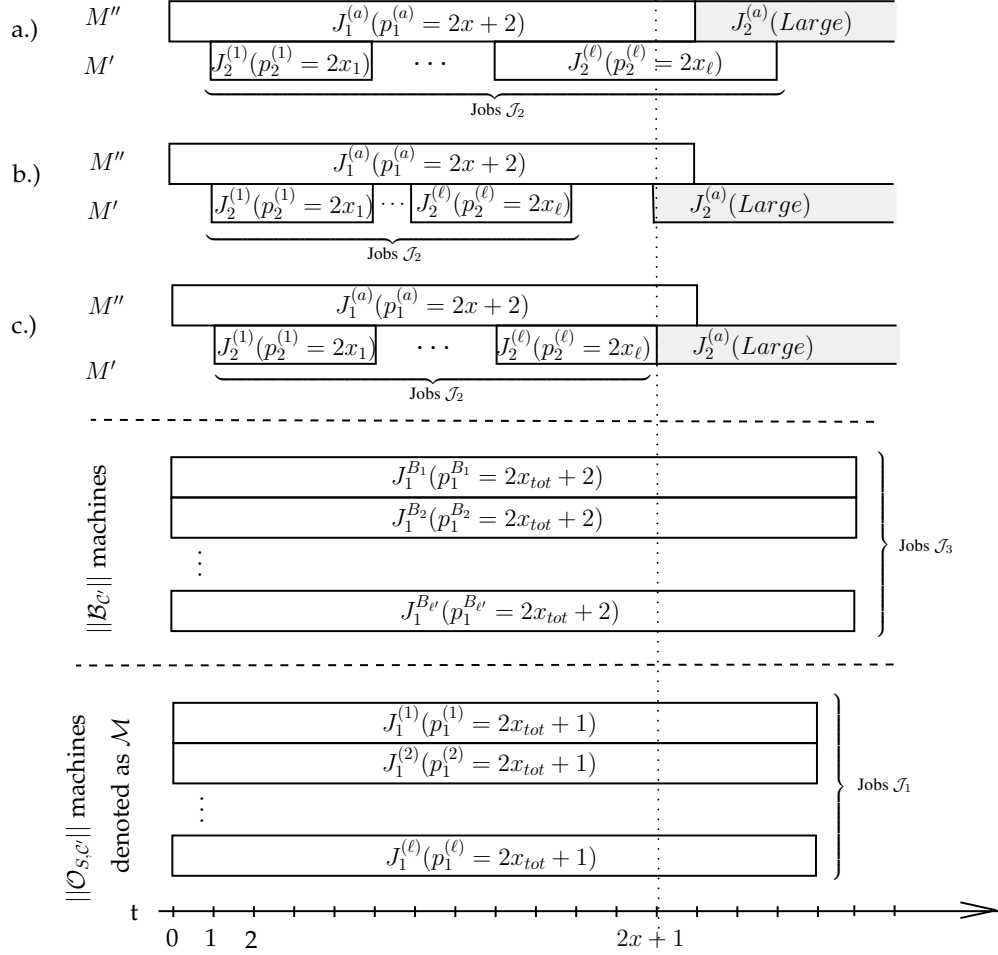 a.)
M''
J_1^{(a)}(p_1^{(a)} = 2x + 2)
J_2^{(a)}(Large)
M'
J_2^{(1)}(p_2^{(1)} = 2x_1)
· · ·
J_2^{(ℓ)}(p_2^{(ℓ)} = 2x_ℓ)
Jobs 𝒥_2
b.)
M''
J_1^{(a)}(p_1^{(a)} = 2x + 2)
M'
J_2^{(1)}(p_2^{(1)} = 2x_1)
· · ·
J_2^{(ℓ)}(p_2^{(ℓ)} = 2x_ℓ)
J_2^{(a)}(Large)
Jobs 𝒥_2
c.)
M''
J_1^{(a)}(p_1^{(a)} = 2x + 2)
M'
J_2^{(1)}(p_2^{(1)} = 2x_1)
· · ·
J_2^{(ℓ)}(p_2^{(ℓ)} = 2x_ℓ)
J_2^{(a)}(Large)
Jobs 𝒥_2
||ℬ_{𝒞'}|| machines
J_1^{B_1}(p_1^{B_1} = 2x_{tot} + 2)
J_1^{B_2}(p_1^{B_2} = 2x_{tot} + 2)
⋮
J_1^{B_{ℓ'}}(p_1^{B_{ℓ'}} = 2x_{tot} + 2)
Jobs 𝒥_3
||𝒪_{S,𝒞'}|| machines
denoted as ℳ
J_1^{(1)}(p_1^{(1)} = 2x_{tot} + 1)
J_1^{(2)}(p_1^{(2)} = 2x_{tot} + 1)
⋮
J_1^{(ℓ)}(p_1^{(ℓ)} = 2x_{tot} + 1)
Jobs 𝒥_1
t
0 1 2 2x + 1